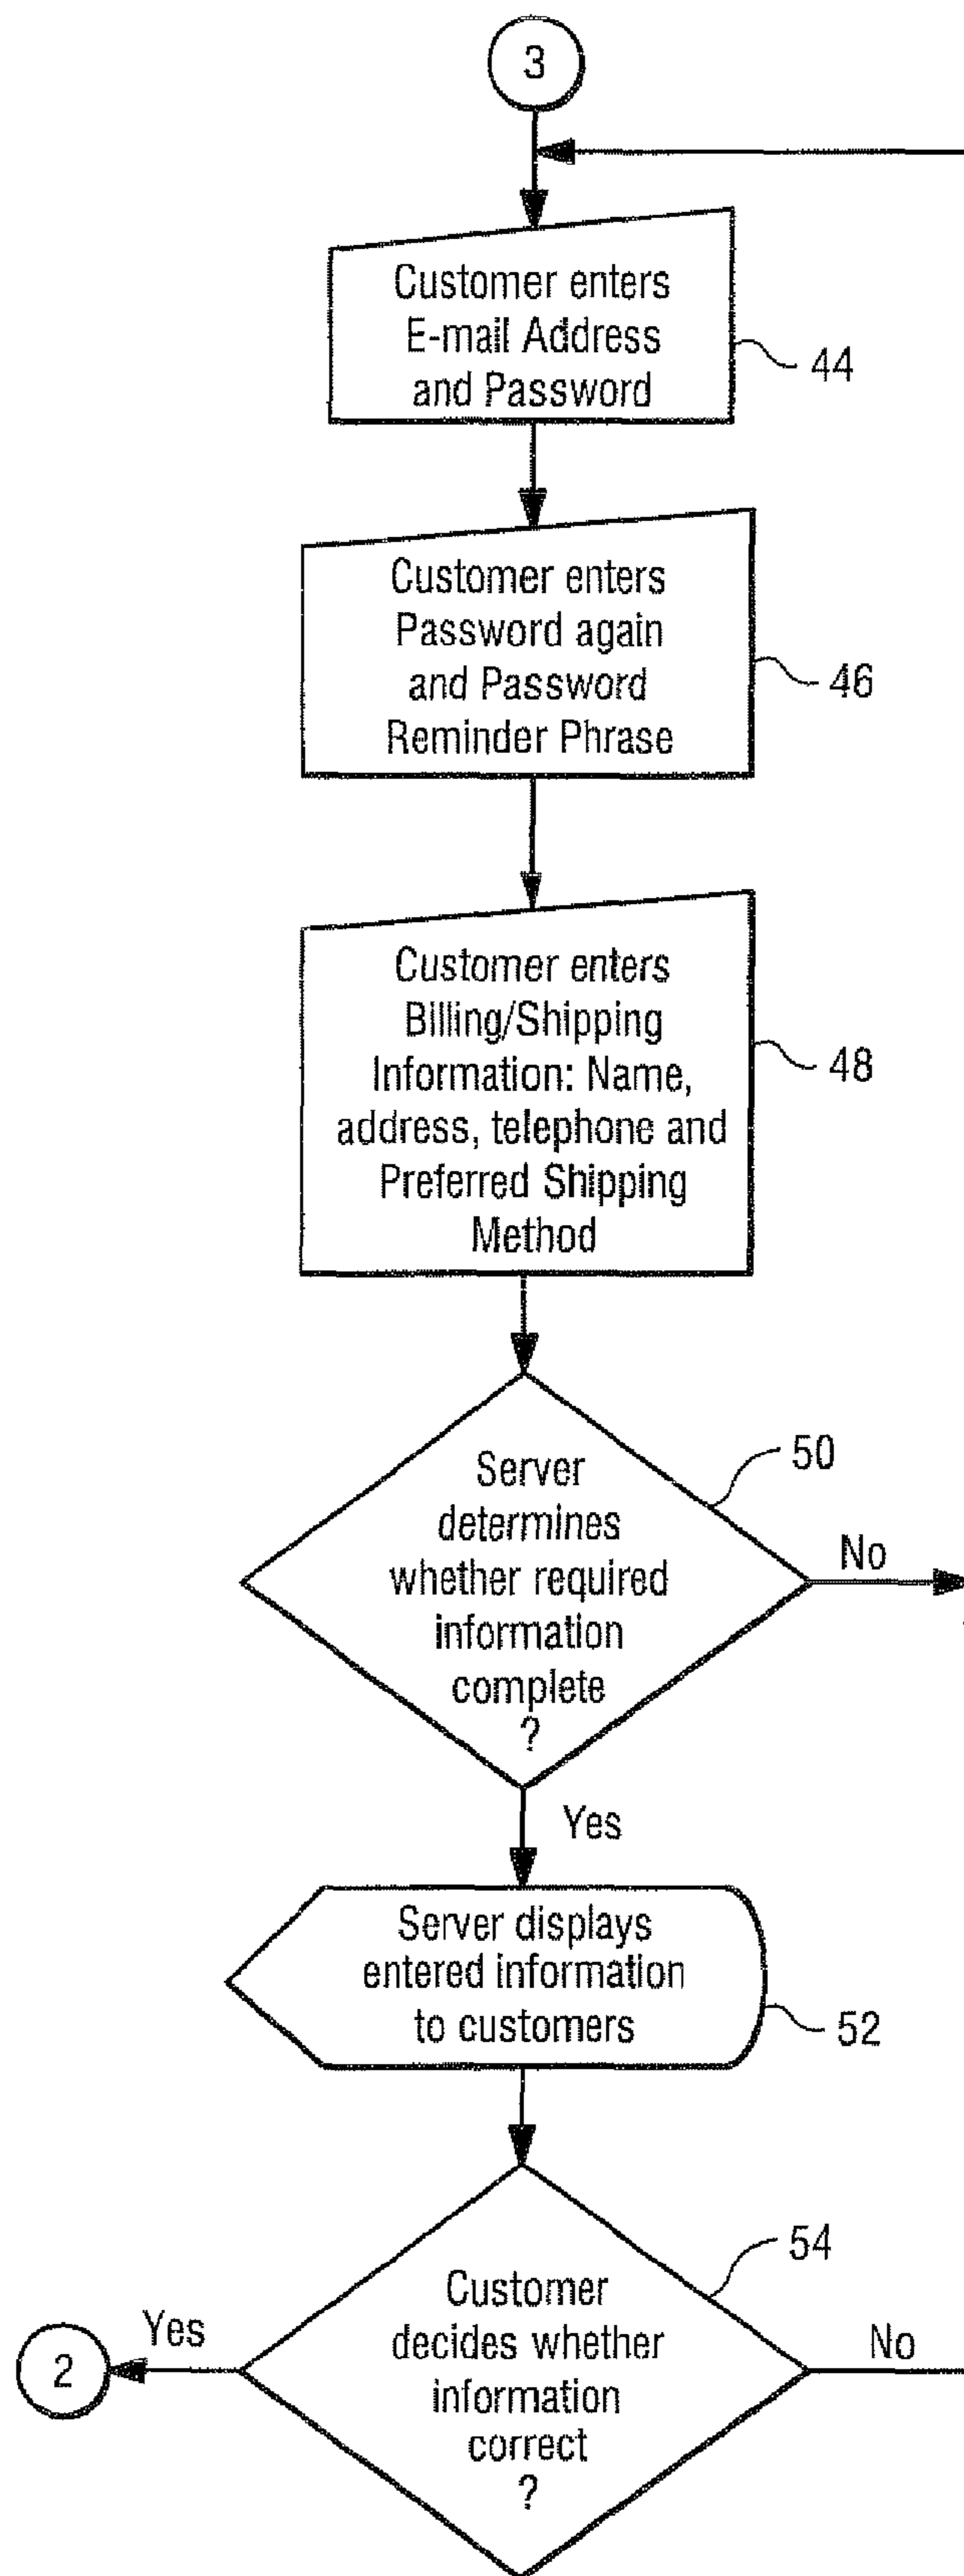 3
Customer enters
E-mail Address
and Password
44
Customer enters
Password again
and Password
Reminder Phrase
46
Customer enters
Billing/Shipping
Information: Name,
address, telephone and
Preferred Shipping
Method
48
Server
determines
whether required
information
complete
?
50
No
Yes
Server displays
entered information
to customers
52
Customer
decides whether
information
correct
?
54
Yes
2
No